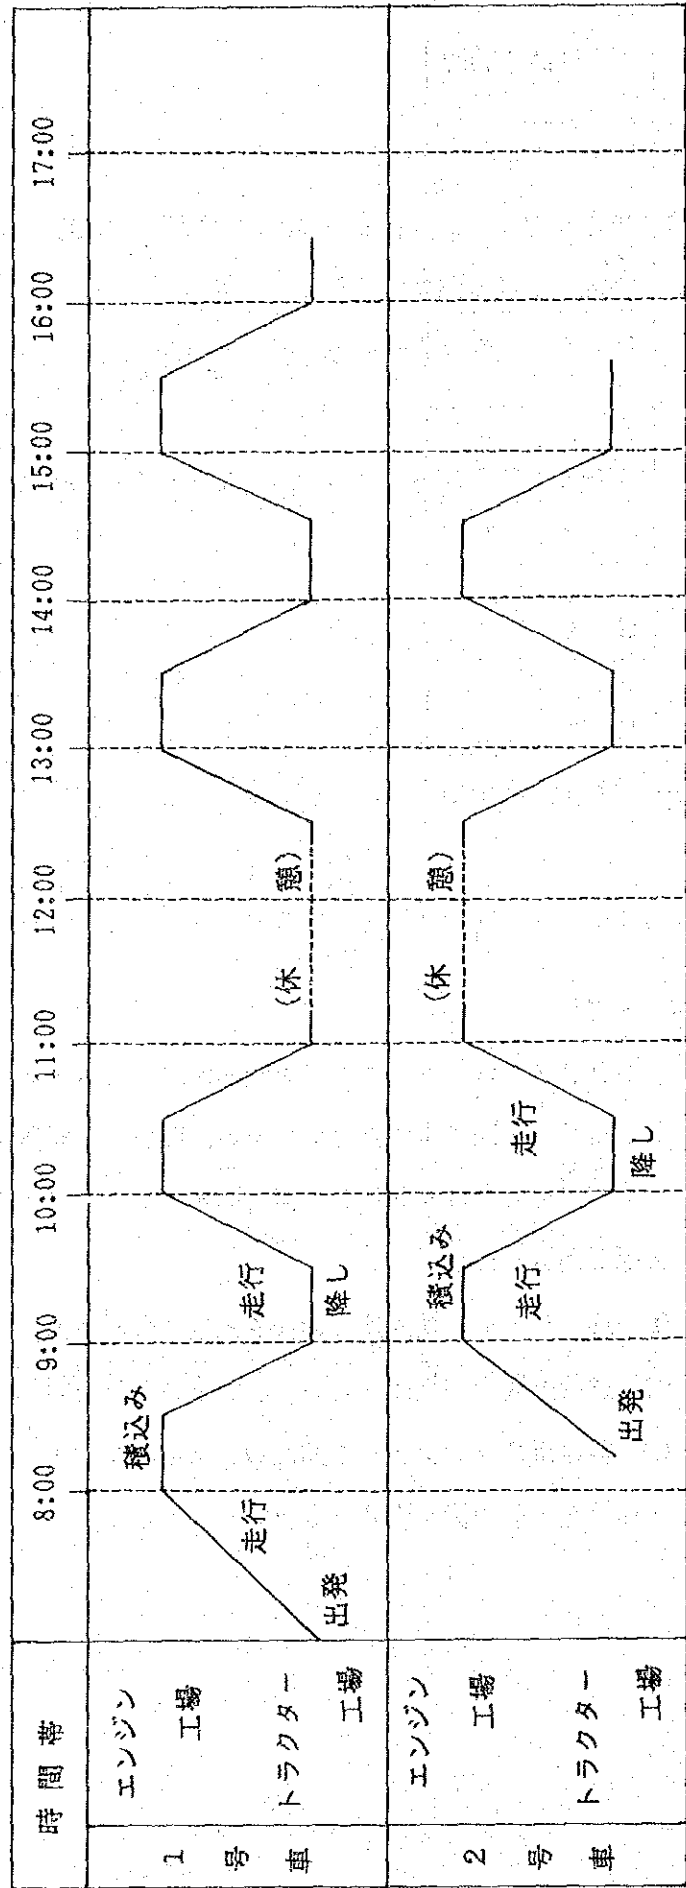 時間帯
8:00
9:00
10:00
11:00
12:00
13:00
14:00
15:00
16:00
17:00
1号車
エンジン
工場
トラクター
工場
出発
走行
積込み
走行
降し
(休憩)
2号車
エンジン
工場
トラクター
工場
出発
積込み
走行
降し
走行
(休憩)